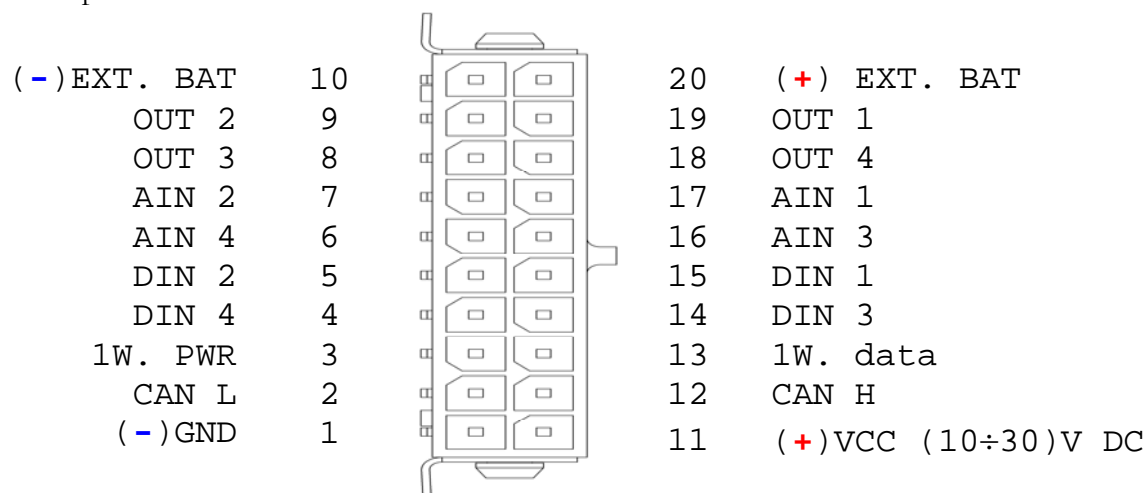 (-)EXT. BAT 10 20 (+) EXT. BAT
OUT 2 9 19 OUT 1
OUT 3 8 18 OUT 4
AIN 2 7 17 AIN 1
AIN 4 6 16 AIN 3
DIN 2 5 15 DIN 1
DIN 4 4 14 DIN 3
1W. PWR 3 13 1W. data
CAN L 2 12 CAN H
(-)GND 1 11 (+)VCC (10÷30)V DC